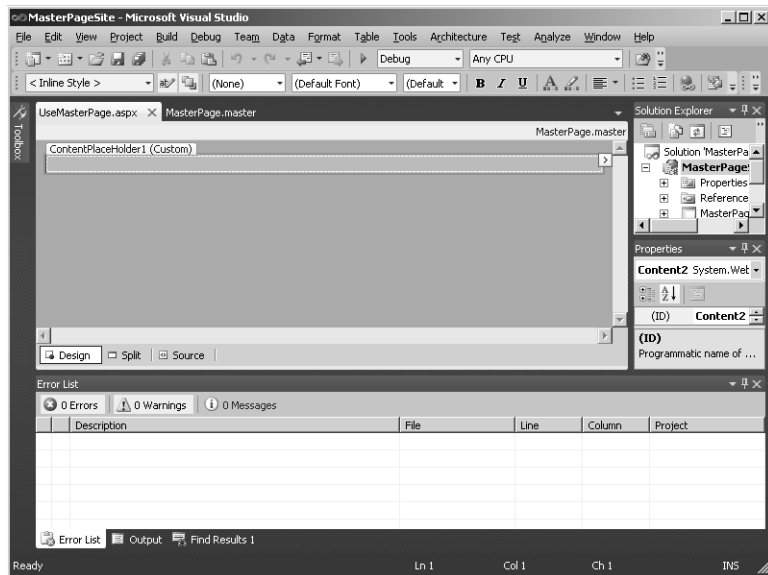 MasterPageSite - Microsoft Visual Studio
File Edit View Project Build Debug Team Data Format Table Tools Architecture Test Analyze Window Help
Debug Any CPU
< Inline Style > (None) (Default Font) (Default B I U A
Toolbox
UseMasterPage.aspx MasterPage.master
MasterPage.master
ContentPlaceHolder1 (Custom)
Design Split Source
Solution Explorer
Solution 'MasterPa
MasterPage
Properties
Reference
MasterPag
Properties
Content2 System.Web
(ID) Content2
(ID)
Programmatic name of ...
Error List
0 Errors 0 Warnings 0 Messages
Description File Line Column Project
Error List Output Find Results 1
Ready Ln 1 Col 1 Ch 1 INS